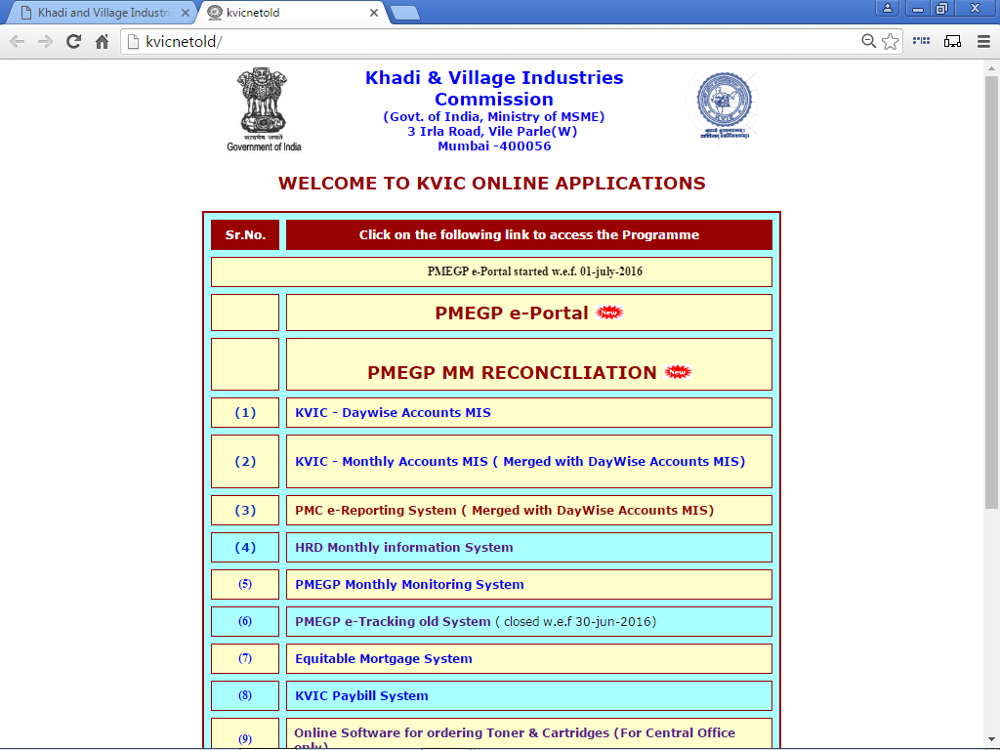 Khadi and Village Industri
kvicnetold
kvicnetold/
सत्यमेव जयते
Government of India
Khadi & Village Industries
Commission
(Govt. of India, Ministry of MSME)
3 Irla Road, Vile Parle(W)
Mumbai -400056
KVIC
WELCOME TO KVIC ONLINE APPLICATIONS
Sr.No. Click on the following link to access the Programme
PMEGP e-Portal started w.e.f. 01-july-2016
PMEGP e-Portal New
PMEGP MM RECONCILIATION New
(1) KVIC - Daywise Accounts MIS
(2) KVIC - Monthly Accounts MIS ( Merged with DayWise Accounts MIS)
(3) PMC e-Reporting System ( Merged with DayWise Accounts MIS)
(4) HRD Monthly information System
(5) PMEGP Monthly Monitoring System
(6) PMEGP e-Tracking old System ( closed w.e.f 30-jun-2016)
(7) Equitable Mortgage System
(8) KVIC Paybill System
(9) Online Software for ordering Toner & Cartridges (For Central Office
only)